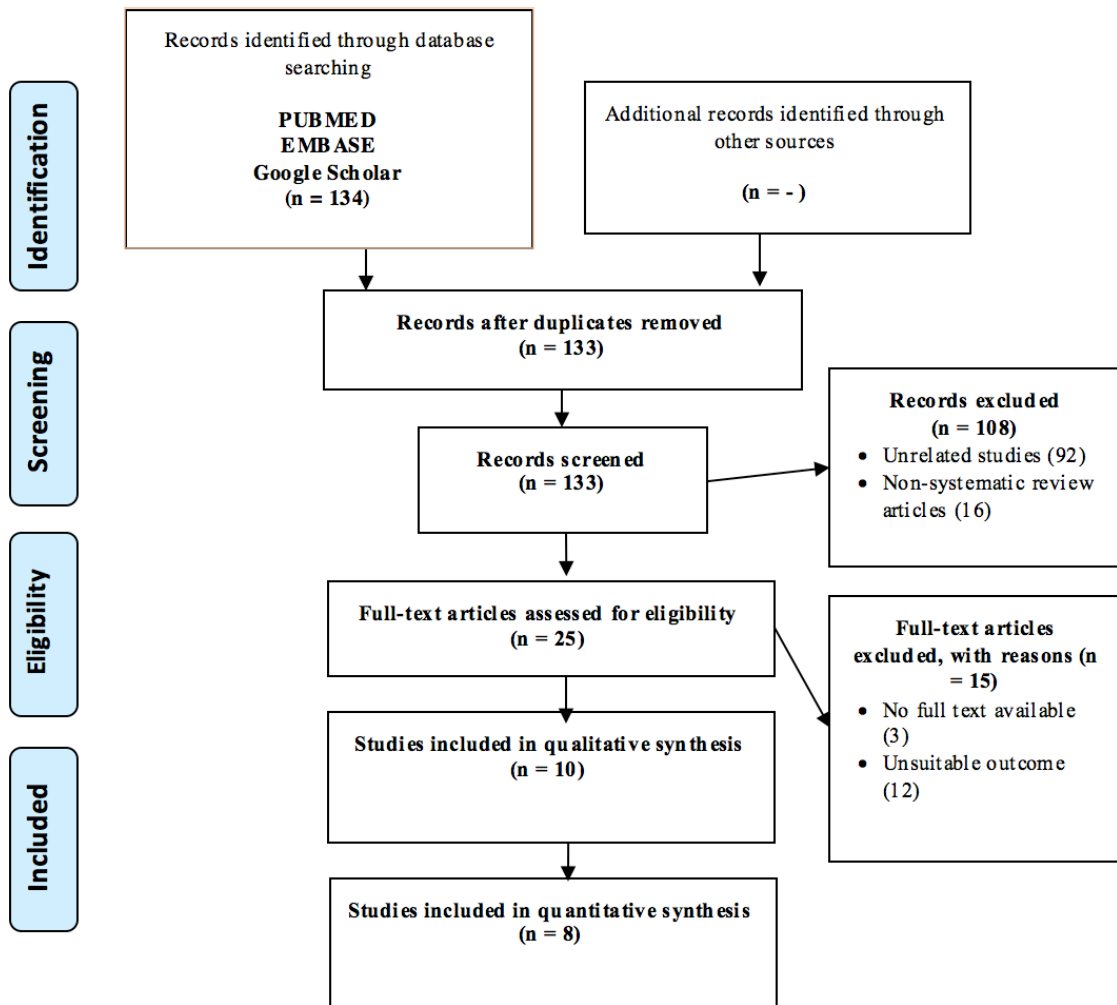 Identification
Records identified through database
searching
PUBMED
EMBASE
Google Scholar
(n = 134)
Additional records identified through
other sources
(n = - )
Records after duplicates removed
(n = 133)
Screening
Records screened
(n = 133)
Records excluded
(n = 108)
• Unrelated studies (92)
• Non-systematic review
articles (16)
Eligibility
Full-text articles assessed for eligibility
(n = 25)
Full-text articles
excluded, with reasons (n
= 15)
• No full text available
(3)
• Unsuitable outcome
(12)
Included
Studies included in qualitative synthesis
(n = 10)
Studies included in quantitative synthesis
(n = 8)